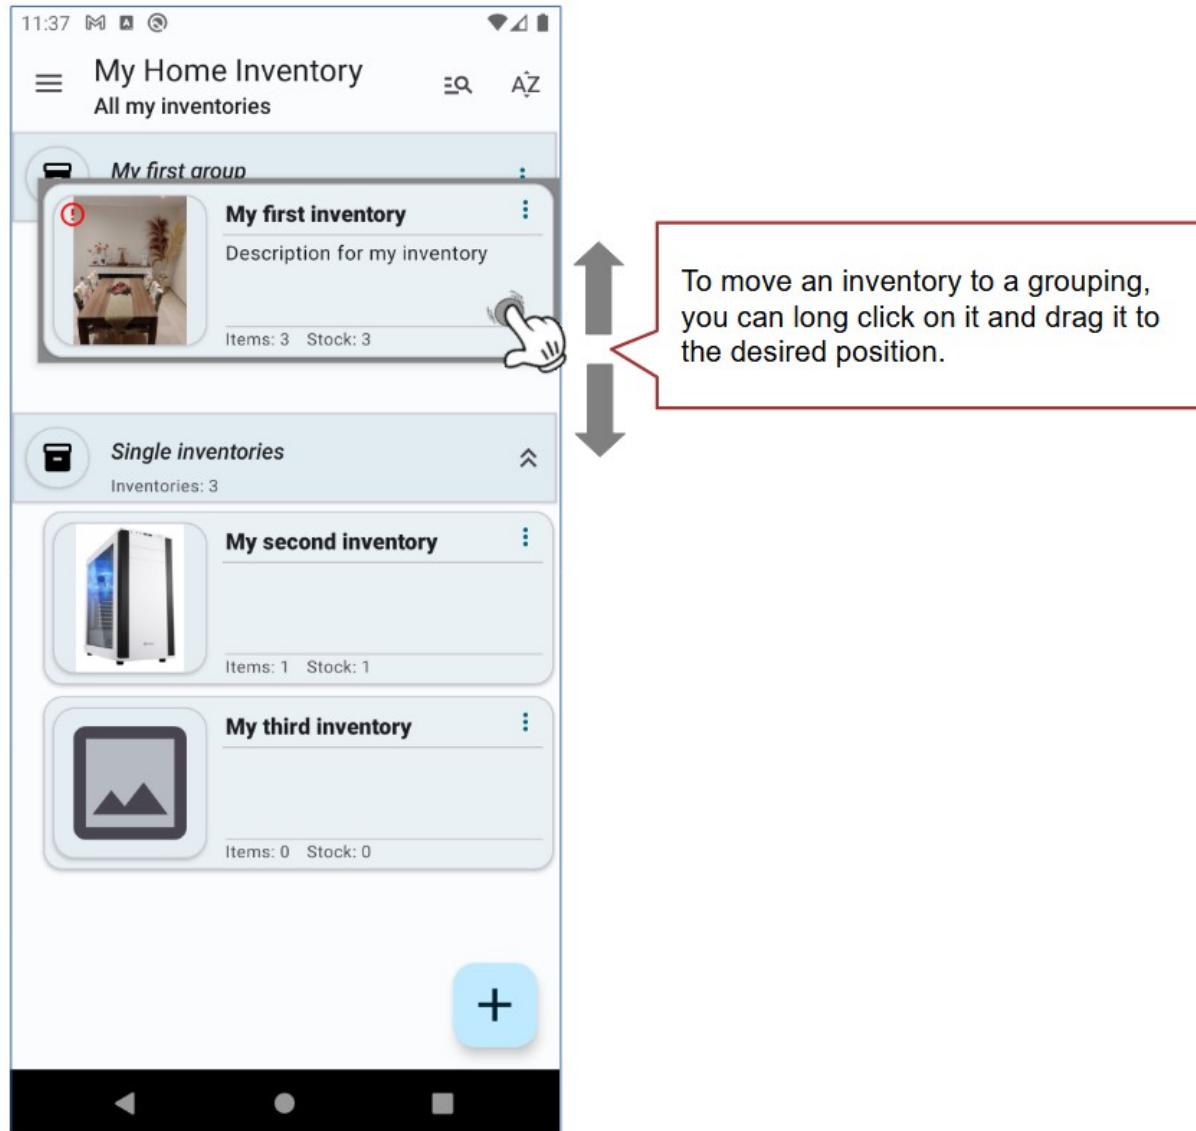 11:37
My Home Inventory
All my inventories
AZ
My first group
My first inventory
Description for my inventory
Items: 3 Stock: 3
To move an inventory to a grouping,
you can long click on it and drag it to
the desired position.
Single inventories
Inventories: 3
My second inventory
Items: 1 Stock: 1
My third inventory
Items: 0 Stock: 0